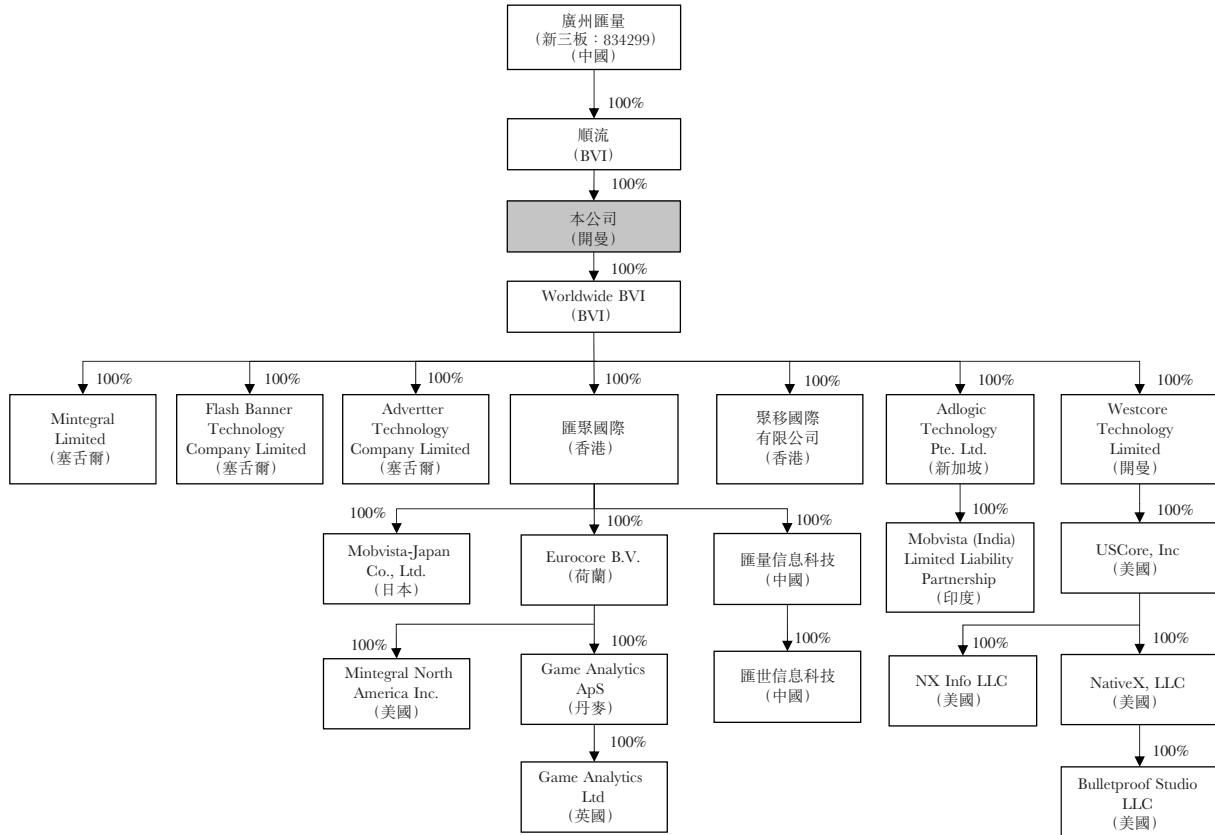 廣州匯量
(新三板：834299)
(中國)
100%
順流
(BVI)
100%
本公司
(開曼)
100%
Worldwide BVI
(BVI)
100%
100%
100%
100%
100%
100%
100%
Mintegral
Limited
(塞舌爾)
Flash Banner
Technology
Company Limited
(塞舌爾)
Advertter
Technology
Company Limited
(塞舌爾)
匯聚國際
(香港)
聚移國際
有限公司
(香港)
Adlogic
Technology
Pte. Ltd.
(新加坡)
Westcore
Technology
Limited
(開曼)
100%
100%
100%
100%
100%
Mobvista-Japan
Co., Ltd.
(日本)
Eurocore B.V.
(荷蘭)
匯量信息科技
(中國)
Mobvista (India)
Limited Liability
Partnership
(印度)
USCore, Inc
(美國)
100%
100%
100%
100%
100%
Mintegral North
America Inc.
(美國)
Game Analytics
ApS
(丹麥)
匯世信息科技
(中國)
NX Info LLC
(美國)
NativeX, LLC
(美國)
100%
100%
Game Analytics
Ltd
(英國)
Bulletproof Studio
LLC
(美國)